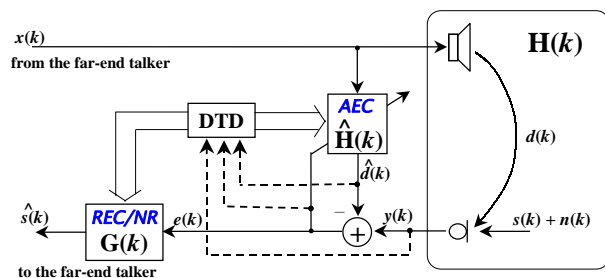 x(k)
from the far-end talker
H(k)
AEC
Ĥ(k)
DTD
d(k)
d̂(k)
ŝ(k)
REC/NR
G(k)
e(k)
−
+
y(k)
s(k) + n(k)
to the far-end talker